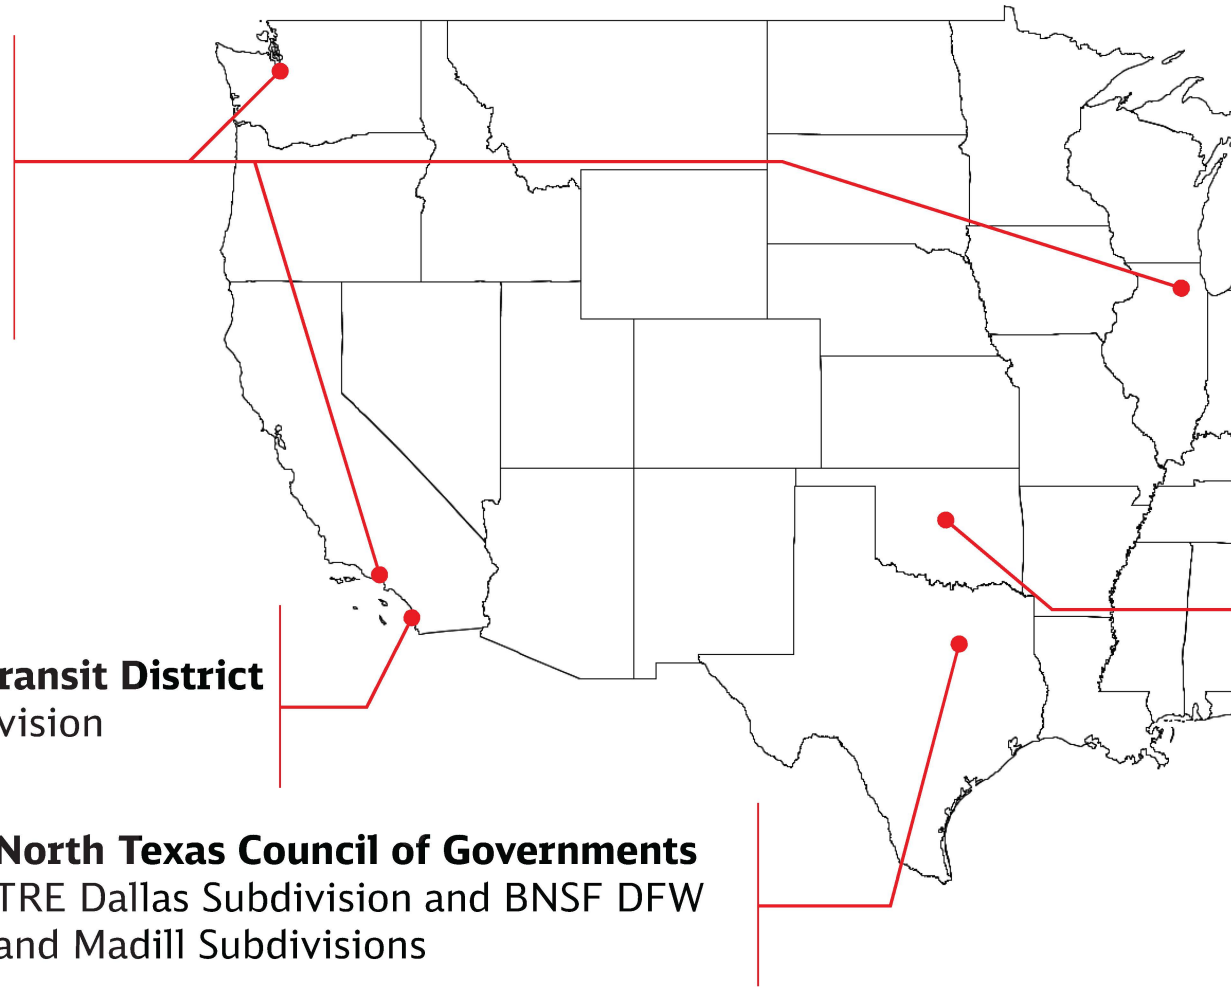 ransit District
vision
North Texas Council of Governments
TRE Dallas Subdivision and BNSF DFW
and Madill Subdivisions